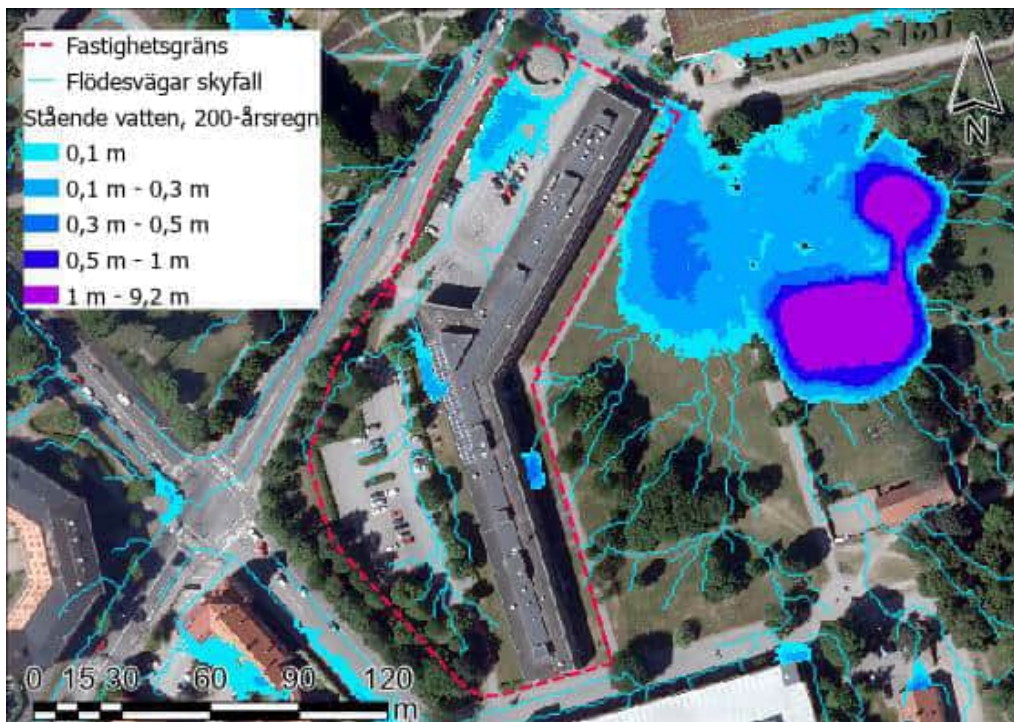 Fastighetsgräns
Flödesvägar skyfall
Stående vatten, 200-årsregn
0,1 m
0,1 m - 0,3 m
0,3 m - 0,5 m
0,5 m - 1 m
1 m - 9,2 m
N
0 15 30 60 90 120
m